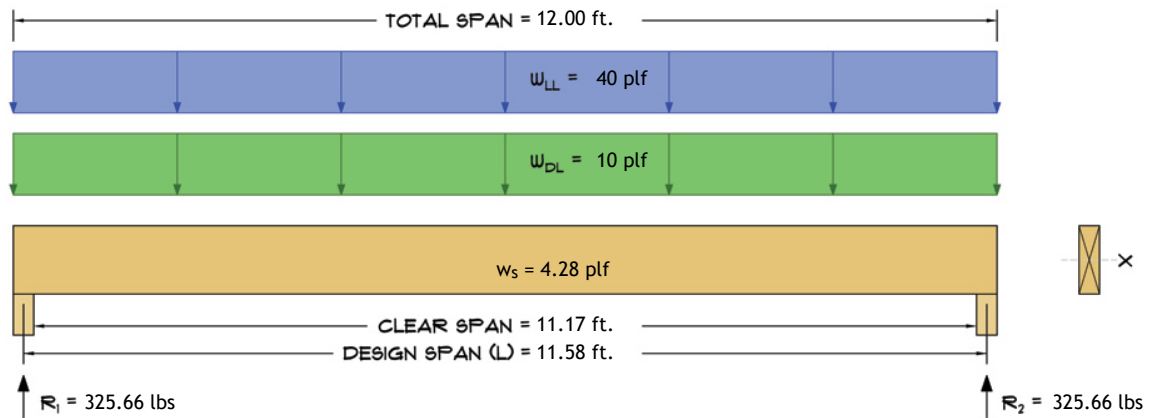 TOTAL SPAN = 12.00 ft.
WLL = 40 plf
WDL = 10 plf
ws = 4.28 plf
X
CLEAR SPAN = 11.17 ft.
DESIGN SPAN (L) = 11.58 ft.
R1 = 325.66 lbs
R2 = 325.66 lbs